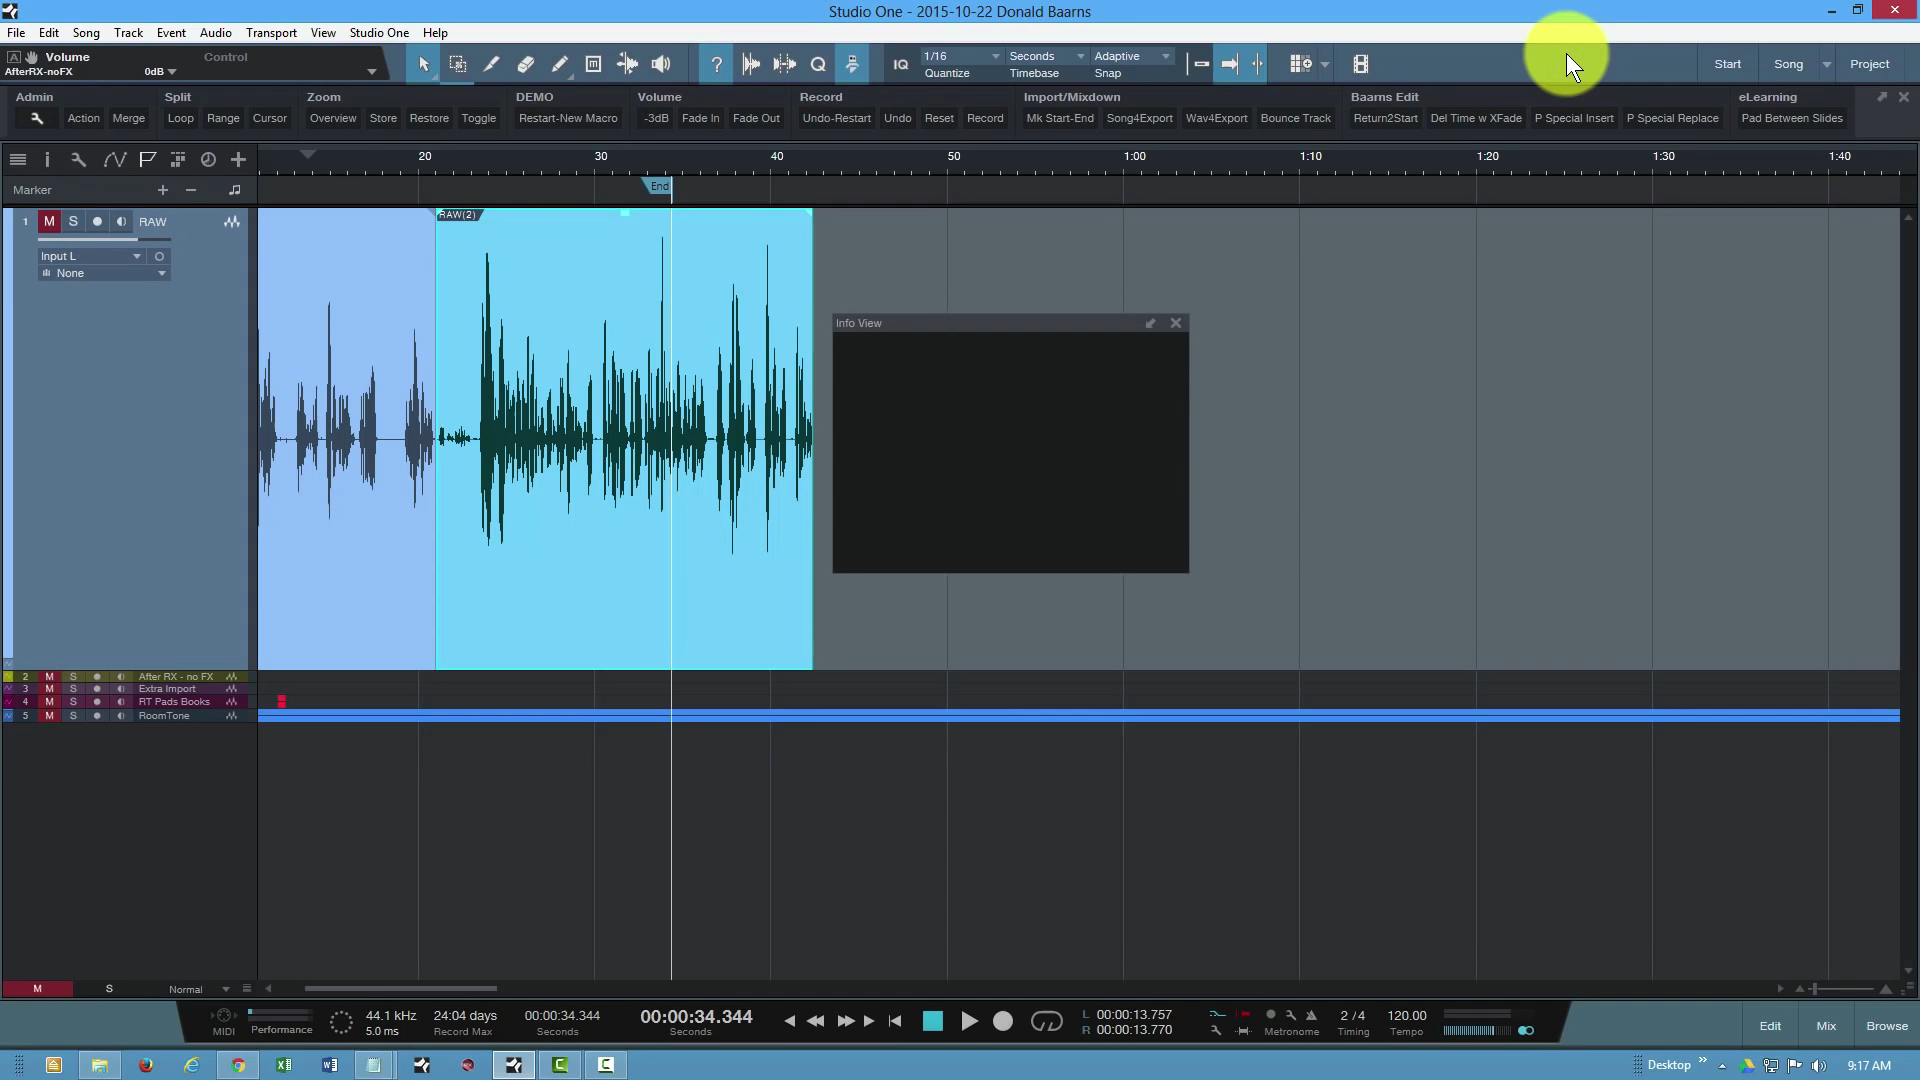 Studio One - 2015-10-22 Donald Baarns
File Edit Song Track Event Audio Transport View Studio One Help
A Volume Control
AfterRX-noFX 0dB
? Q IQ 1/16 Seconds Adaptive
Quantize Timebase Snap
Start Song Project
Admin Split Zoom DEMO Volume Record Import/Mixdown Baarns Edit eLearning
Action Merge Loop Range Cursor Overview Store Restore Toggle Restart-New Macro -3dB Fade In Fade Out Undo-Restart Undo Reset Record Mk Start-End Song4Export Wav4Export Bounce Track Return2Start Del Time w XFade P Special Insert P Special Replace Pad Between Slides
20 30 40 50 1:00 1:10 1:20 1:30 1:40
Marker
End
1 M S RAW
RAW(2)
Input L
None
Info View
2 M S After RX - no FX
3 M S Extra Import
4 M S RT Pads Books
5 M S RoomTone
M S Normal
MIDI Performance
44.1 kHz
5.0 ms
24:04 days
Record Max
00:00:34.344
Seconds
00:00:34.344
Seconds
L 00:00:13.757
R 00:00:13.770
Metronome
2 / 4
Timing
120.00
Tempo
Edit Mix Browse
Desktop
9:17 AM